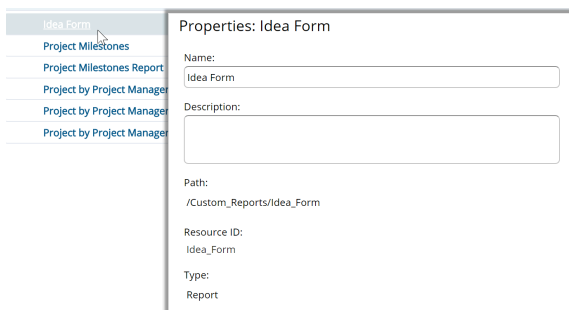 Idea Form
Project Milestones
Project Milestones Report
Project by Project Manager
Project by Project Manager
Project by Project Manager
Properties: Idea Form
Name:
Idea Form
Description:
Path:
/Custom_Reports/Idea_Form
Resource ID:
Idea_Form
Type:
Report